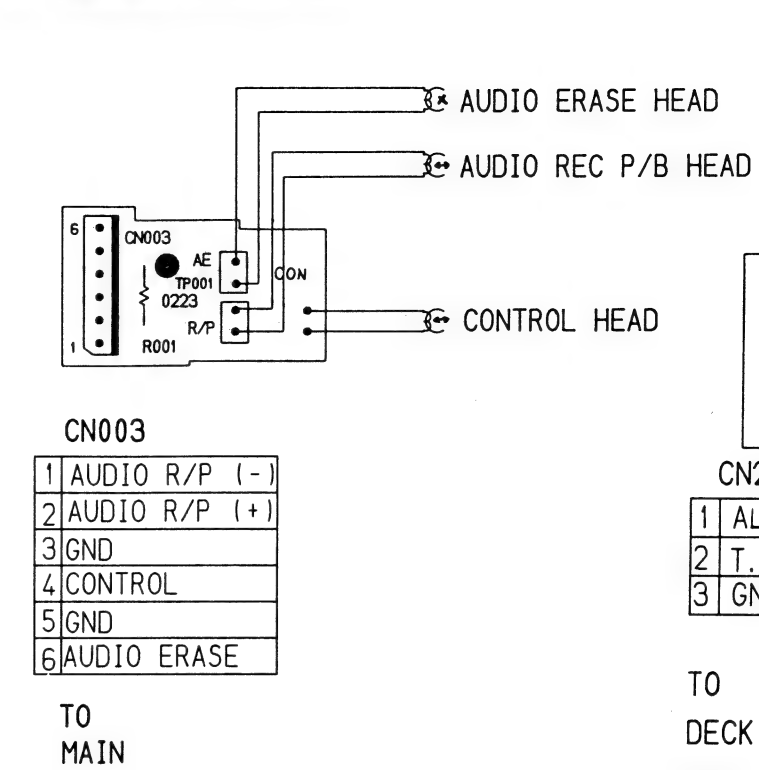 AUDIO ERASE HEAD
AUDIO REC P/B HEAD
6
CN003
AE
TP001
CON
0223
R/P
1
R001
CONTROL HEAD
CN003
1 AUDIO R/P (-)
2 AUDIO R/P (+)
3 GND
4 CONTROL
5 GND
6 AUDIO ERASE
TO
MAIN
1
2 T.
3
TO
DECK